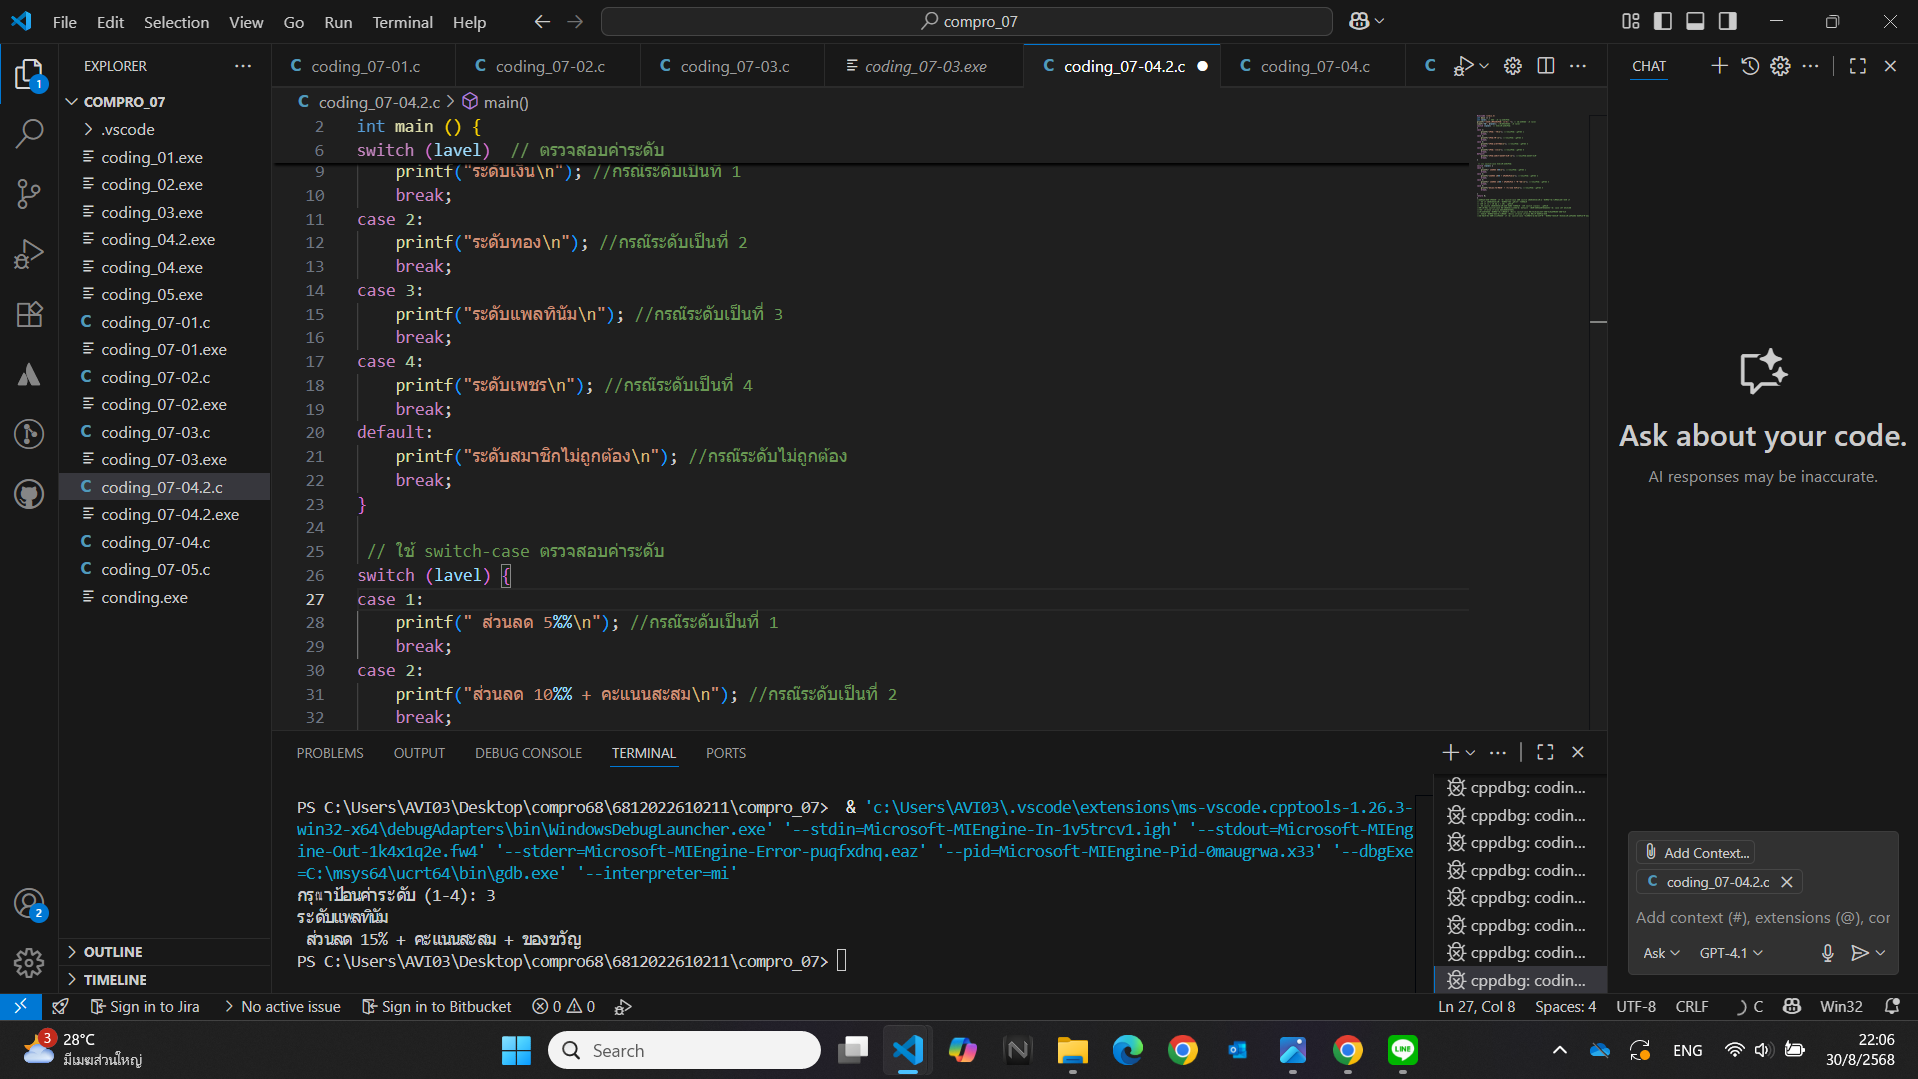 File Edit Selection View Go Run Terminal Help
compro_07
EXPLORER
COMPRO_07
.vscode
coding_01.exe
coding_02.exe
coding_03.exe
coding_04.2.exe
coding_04.exe
coding_05.exe
C coding_07-01.c
coding_07-01.exe
C coding_07-02.c
coding_07-02.exe
C coding_07-03.c
coding_07-03.exe
C coding_07-04.2.c
coding_07-04.2.exe
C coding_07-04.c
C coding_07-05.c
conding.exe
OUTLINE
TIMELINE
1
2
C coding_07-01.c C coding_07-02.c C coding_07-03.c coding_07-03.exe C coding_07-04.2.c C coding_07-04.c C
C coding_07-04.2.c > main()
2 int main () {
6 switch (lavel) // ตรวจสอบค่าระดับ
9 printf("ระดับเงิน\n"); //กรณีระดับเป็นที่ 1
10 break;
11 case 2:
12 printf("ระดับทอง\n"); //กรณีระดับเป็นที่ 2
13 break;
14 case 3:
15 printf("ระดับแพลทินัม\n"); //กรณีระดับเป็นที่ 3
16 break;
17 case 4:
18 printf("ระดับเพชร\n"); //กรณีระดับเป็นที่ 4
19 break;
20 default:
21 printf("ระดับสมาชิกไม่ถูกต้อง\n"); //กรณีระดับไม่ถูกต้อง
22 break;
23 }
24
25 // ใช้ switch-case ตรวจสอบค่าระดับ
26 switch (lavel) {
27 case 1:
28 printf(" ส่วนลด 5%%\n"); //กรณีระดับเป็นที่ 1
29 break;
30 case 2:
31 printf("ส่วนลด 10%% + คะแนนสะสม\n"); //กรณีระดับเป็นที่ 2
32 break;
PROBLEMS OUTPUT DEBUG CONSOLE TERMINAL PORTS
PS C:\Users\AVI03\Desktop\compro68\6812022610211\compro_07> & 'c:\Users\AVI03\.vscode\extensions\ms-vscode.cpptools-1.26.3-
win32-x64\debugAdapters\bin\WindowsDebugLauncher.exe' '--stdin=Microsoft-MIEngine-In-1v5trcv1.igh' '--stdout=Microsoft-MIEng
ine-Out-1k4x1q2e.fw4' '--stderr=Microsoft-MIEngine-Error-puqfxdnq.eaz' '--pid=Microsoft-MIEngine-Pid-0maugrwa.x33' '--dbgExe
=C:\msys64\ucrt64\bin\gdb.exe' '--interpreter=mi'
กรุณาป้อนค่าระดับ (1-4): 3
ระดับแพลทินัม
ส่วนลด 15% + คะแนนสะสม + ของขวัญ
PS C:\Users\AVI03\Desktop\compro68\6812022610211\compro_07>
cppdbg: codin...
cppdbg: codin...
cppdbg: codin...
cppdbg: codin...
cppdbg: codin...
cppdbg: codin...
cppdbg: codin...
cppdbg: codin...
CHAT
Ask about your code.
AI responses may be inaccurate.
Add Context...
C coding_07-04.2.c
Add context (#), extensions (@), cor
Ask GPT-4.1
Sign in to Jira No active issue Sign in to Bitbucket 0 0 Ln 27, Col 8 Spaces: 4 UTF-8 CRLF C Win32
3
28°C
มีเมฆส่วนใหญ่
Search
LINE
ENG
22:06
30/8/2568